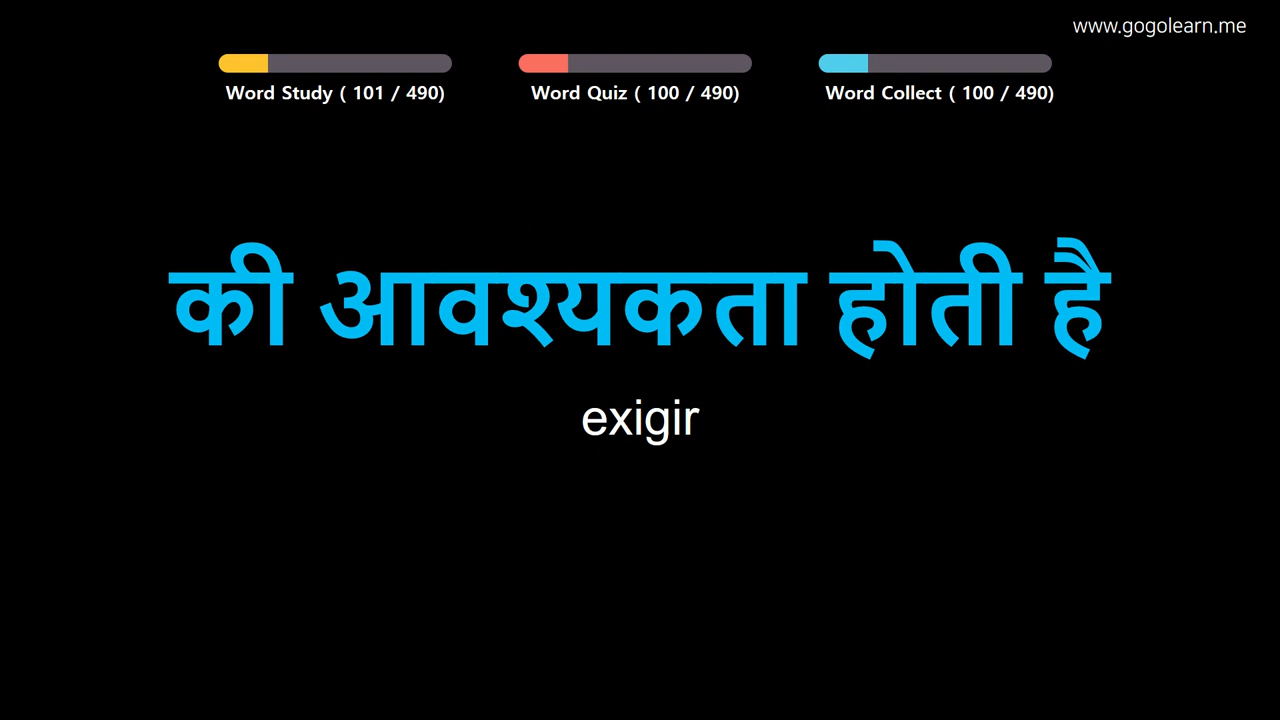 www.gogolearn.me
Word Study ( 101 / 490)
Word Quiz ( 100 / 490)
Word Collect ( 100 / 490)
की आवश्यकता होती है
exigir